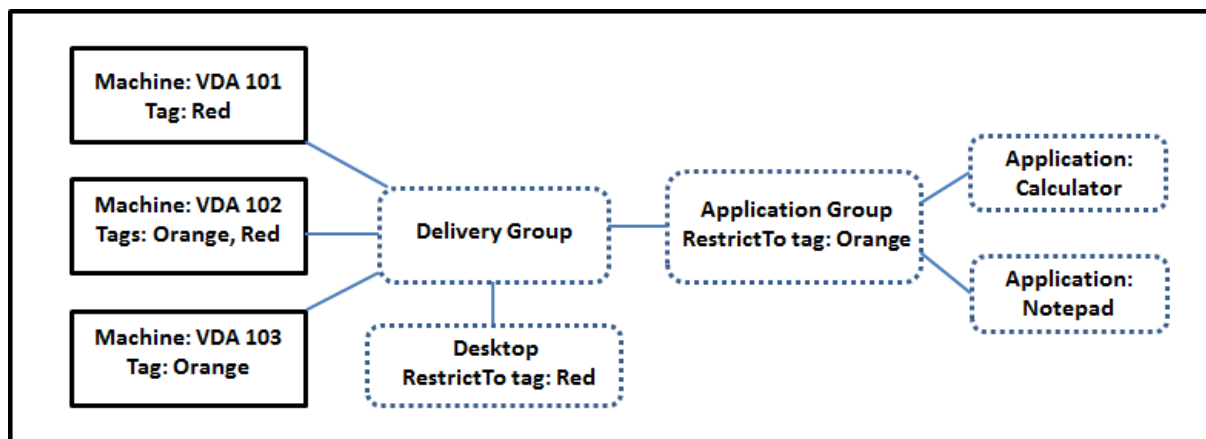 Machine: VDA 101
Tag: Red
Machine: VDA 102
Tags: Orange, Red
Machine: VDA 103
Tag: Orange
Delivery Group
Desktop
RestrictTo tag: Red
Application Group
RestrictTo tag: Orange
Application:
Calculator
Application:
Notepad